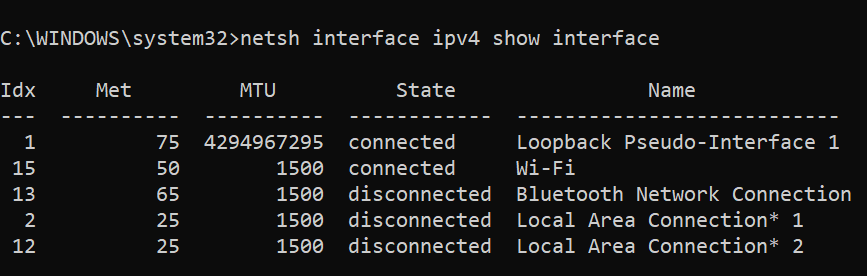 C:\WINDOWS\system32>netsh interface ipv4 show interface
Idx     Met         MTU          State                Name
---  ----------  ----------  ------------  ---------------------------
  1          75  4294967295  connected     Loopback Pseudo-Interface 1
 15          50        1500  connected     Wi-Fi
 13          65        1500  disconnected  Bluetooth Network Connection
  2          25        1500  disconnected  Local Area Connection* 1
 12          25        1500  disconnected  Local Area Connection* 2